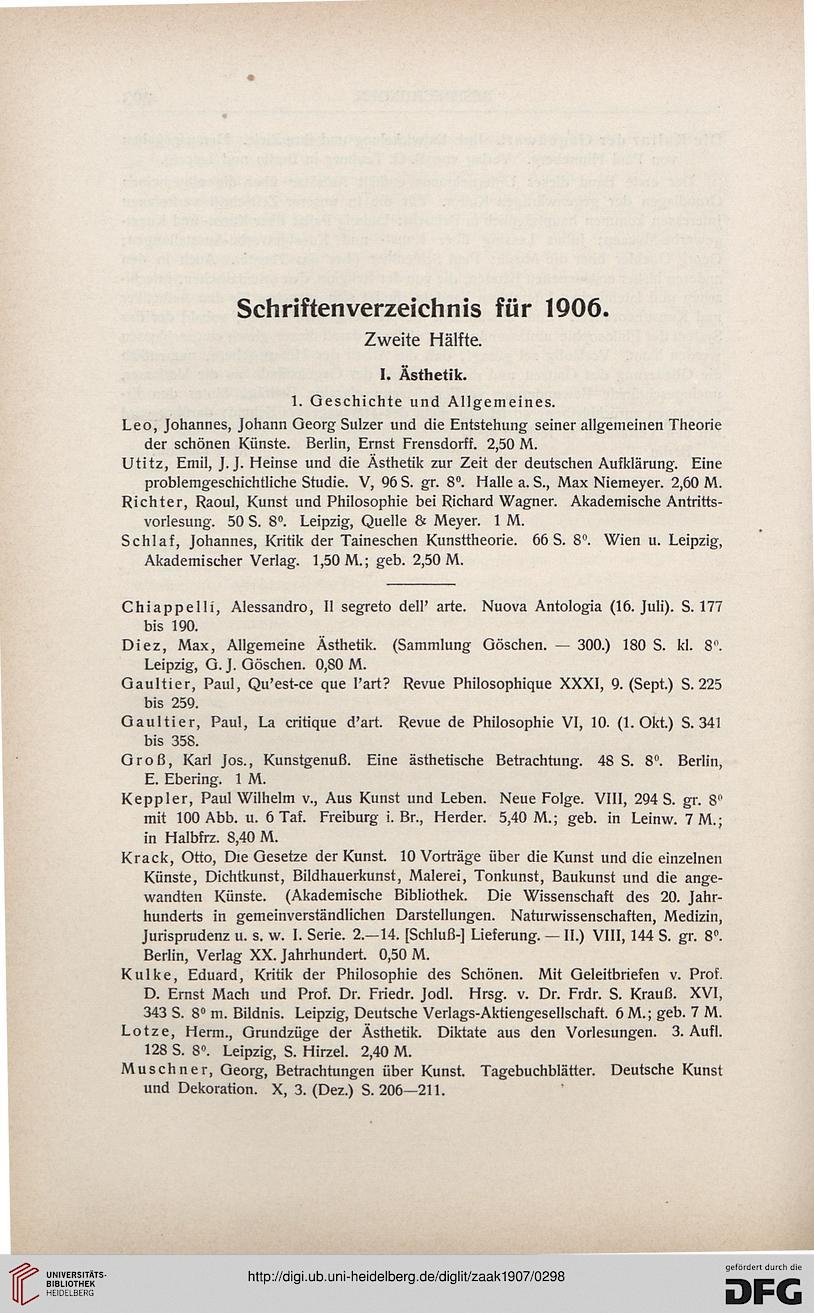 Schriftenverzeichnis für 1906.
Zweite Hälfte.
I. Ästhetik.
1. Geschichte und Allgemeines.
Leo, Johannes, Johann Georg Sulzer und die Entstehung seiner allgemeinen Theorie
der schönen Künste. Berlin, Ernst Frensdorff. 2,50 M.
Utitz, Emil, J. J. Heinse und die Ästhetik zur Zeit der deutschen Aufklärung. Eine
problemgeschichtliche Studie. V, 96 S. gr. 8⁰. Halle a. S., Max Niemeyer. 2,60 M.
Richter, Raoul, Kunst und Philosophie bei Richard Wagner. Akademische Antritts-
vorlesung. 50 S. 8⁰. Leipzig, Quelle & Meyer. 1 M.
Schlaf, Johannes, Kritik der Taineschen Kunsttheorie. 66 S. 8⁰. Wien u. Leipzig,
Akademischer Verlag. 1,50 M.; geb. 2,50 M.
Chiappelli, Alessandro, Il segreto dell' arte. Nuova Antologia (16. Juli). S. 177
bis 190.
Diez, Max, Allgemeine Ästhetik. (Sammlung Göschen. — 300.) 180 S. kl. 8⁰.
Leipzig, G. J. Göschen. 0,80 M.
Gaultier, Paul, Qu'est-ce que l'art? Revue Philosophique XXXI, 9. (Sept.) S. 225
bis 259.
Gaultier, Paul, La critique d'art. Revue de Philosophie VI, 10. (1. Okt.) S. 341
bis 358.
Groß, Karl Jos., Kunstgenuß. Eine ästhetische Betrachtung. 48 S. 8⁰. Berlin,
E. Ebering. 1 M.
Keppler, Paul Wilhelm v., Aus Kunst und Leben. Neue Folge. VIII, 294 S. gr. 8⁰
mit 100 Abb. u. 6 Taf. Freiburg i. Br., Herder. 5,40 M.; geb. in Leinw. 7 M.;
in Halbfrz. 8,40 M.
Krack, Otto, Die Gesetze der Kunst. 10 Vorträge über die Kunst und die einzelnen
Künste, Dichtkunst, Bildhauerkunst, Malerei, Tonkunst, Baukunst und die ange-
wandten Künste. (Akademische Bibliothek. Die Wissenschaft des 20. Jahr-
hunderts in gemeinverständlichen Darstellungen. Naturwissenschaften, Medizin,
Jurisprudenz u. s. w. I. Serie. 2.—14. [Schluß-] Lieferung. — II.) VIII, 144 S. gr. 8⁰.
Berlin, Verlag XX. Jahrhundert. 0,50 M.
Kulke, Eduard, Kritik der Philosophie des Schönen. Mit Geleitbriefen v. Prof.
D. Ernst Mach und Prof. Dr. Friedr. Jodl. Hrsg. v. Dr. Frdr. S. Krauß. XVI,
343 S. 8⁰ m. Bildnis. Leipzig, Deutsche Verlags-Aktiengesellschaft. 6 M.; geb. 7 M.
Lotze, Herm., Grundzüge der Ästhetik. Diktate aus den Vorlesungen. 3. Aufl.
128 S. 8⁰. Leipzig, S. Hirzel. 2,40 M.
Muschner, Georg, Betrachtungen über Kunst. Tagebuchblätter. Deutsche Kunst
und Dekoration. X, 3. (Dez.) S. 206—211.
UNIVERSITÄTS-
BIBLIOTHEK
HEIDELBERG
http://digi.ub.uni-heidelberg.de/diglit/zaak1907/0298
gefördert durch die
DFG